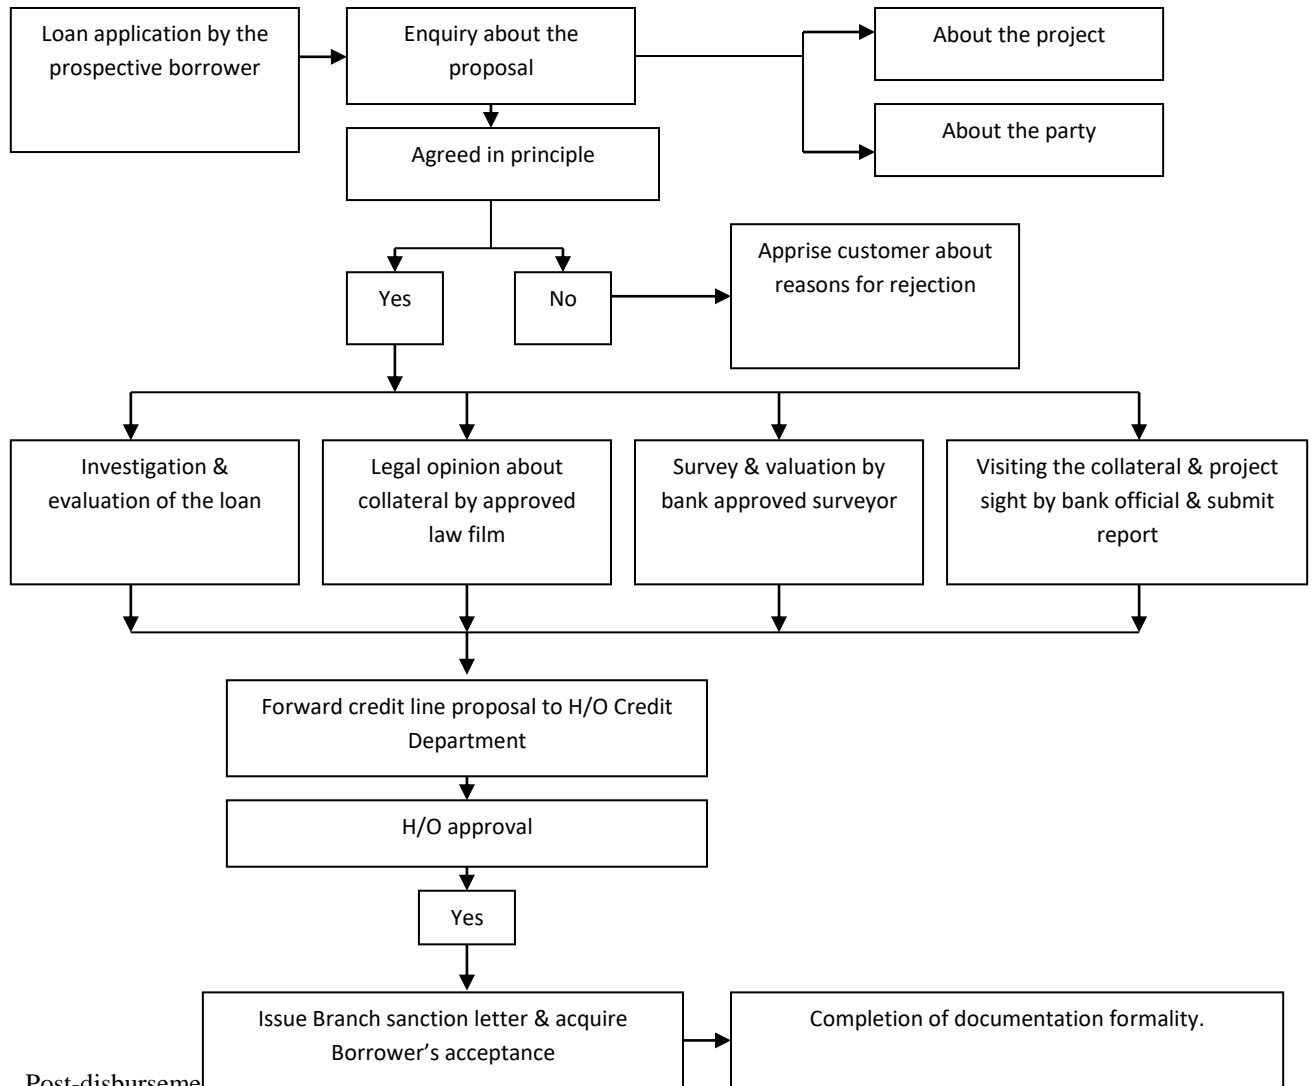 Loan application by the
prospective borrower
Enquiry about the
proposal
About the project
About the party
Agreed in principle
Apprise customer about
reasons for rejection
Yes
No
Investigation &
evaluation of the loan
Legal opinion about
collateral by approved
law film
Survey & valuation by
bank approved surveyor
Visiting the collateral & project
sight by bank official & submit
report
Forward credit line proposal to H/O Credit
Department
H/O approval
Yes
Issue Branch sanction letter & acquire
Borrower’s acceptance
Completion of documentation formality.
Post-disburseme